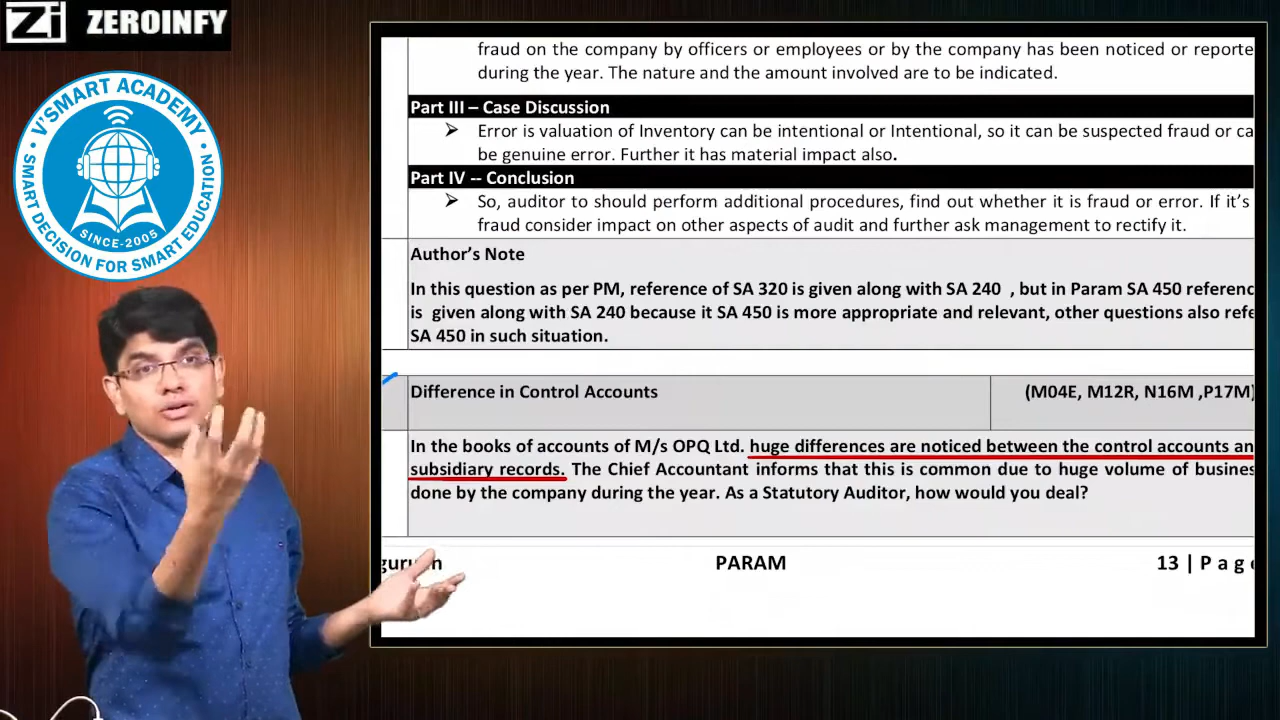 Zi ZEROINFY
V'SMART ACADEMY
SMART DECISION FOR SMART EDUCATION
SINCE-2005
fraud on the company by officers or employees or by the company has been noticed or reporte
during the year. The nature and the amount involved are to be indicated.
Part III – Case Discussion
➤ Error is valuation of Inventory can be intentional or Intentional, so it can be suspected fraud or ca
be genuine error. Further it has material impact also.
Part IV -- Conclusion
➤ So, auditor to should perform additional procedures, find out whether it is fraud or error. If it's
fraud consider impact on other aspects of audit and further ask management to rectify it.
Author's Note
In this question as per PM, reference of SA 320 is given along with SA 240 , but in Param SA 450 referenc
is given along with SA 240 because it SA 450 is more appropriate and relevant, other questions also refe
SA 450 in such situation.
Difference in Control Accounts (M04E, M12R, N16M ,P17M)
In the books of accounts of M/s OPQ Ltd. huge differences are noticed between the control accounts an
subsidiary records. The Chief Accountant informs that this is common due to huge volume of busines
done by the company during the year. As a Statutory Auditor, how would you deal?
PARAM 13 | P a g e